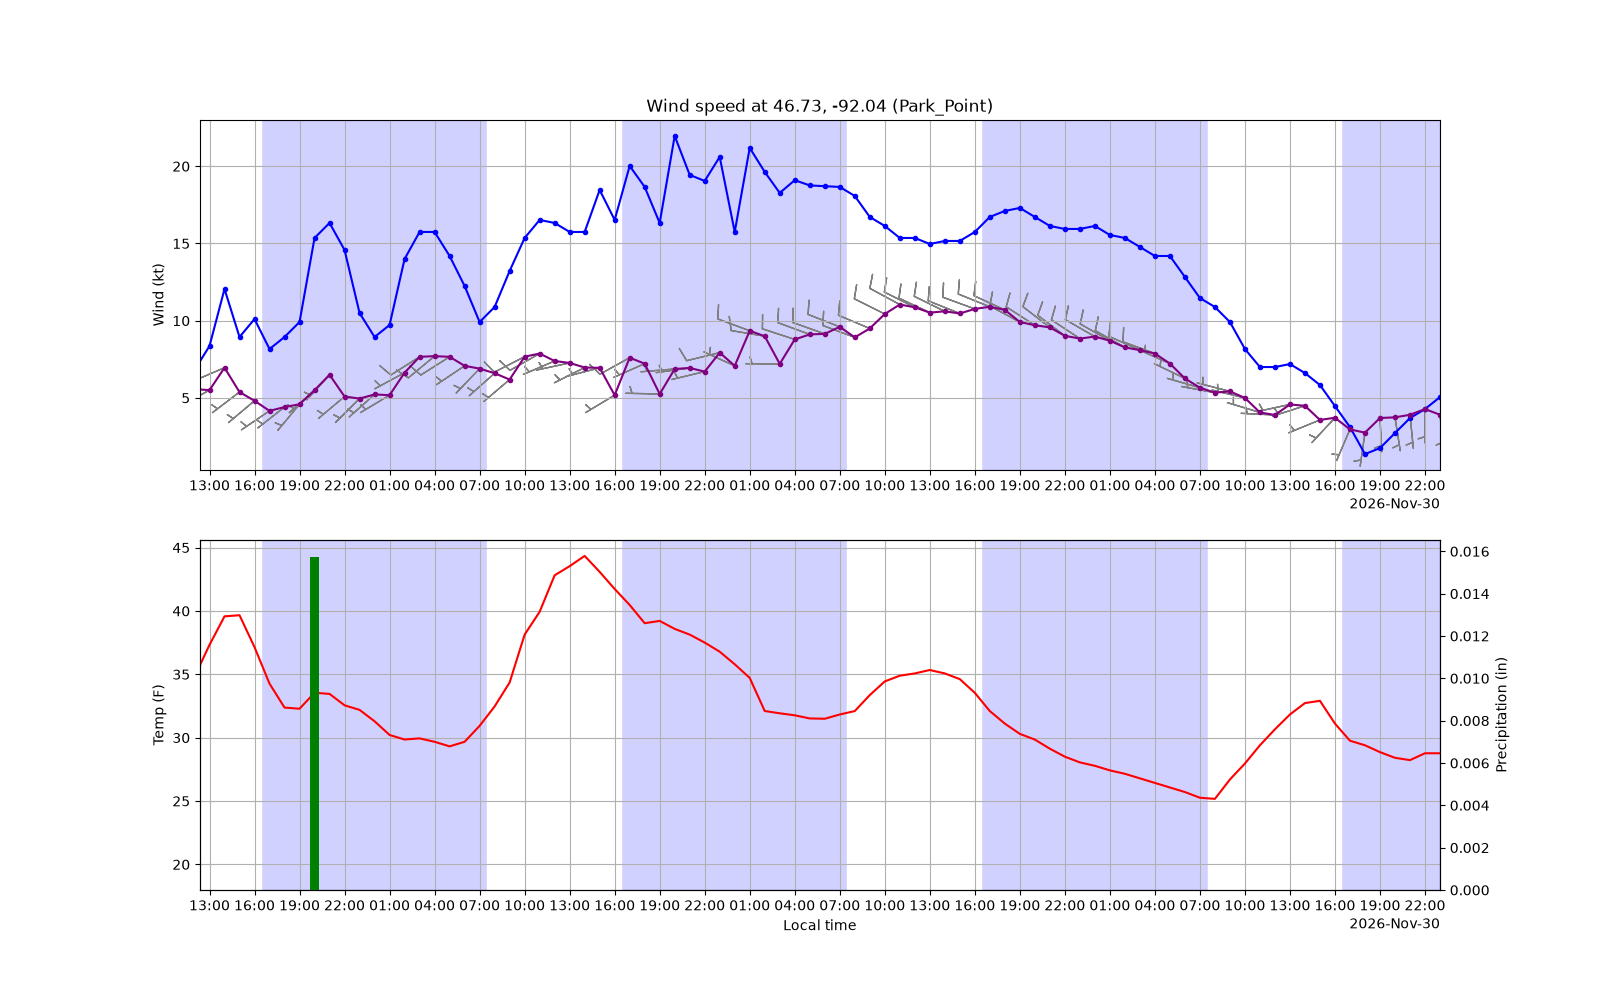 Wind speed at 46.73, -92.04 (Park_Point)
Wind (kt)
20
15
10
5
13:00 16:00 19:00 22:00 01:00 04:00 07:00 10:00 13:00 16:00 19:00 22:00 01:00 04:00 07:00 10:00 13:00 16:00 19:00 22:00 01:00 04:00 07:00 10:00 13:00 16:00 19:00 22:00
2026-Nov-30
Temp (F)
45
40
35
30
25
20
0.016
0.014
0.012
0.010
0.008
0.006
0.004
0.002
0.000
Precipitation (in)
13:00 16:00 19:00 22:00 01:00 04:00 07:00 10:00 13:00 16:00 19:00 22:00 01:00 04:00 07:00 10:00 13:00 16:00 19:00 22:00 01:00 04:00 07:00 10:00 13:00 16:00 19:00 22:00
Local time
2026-Nov-30